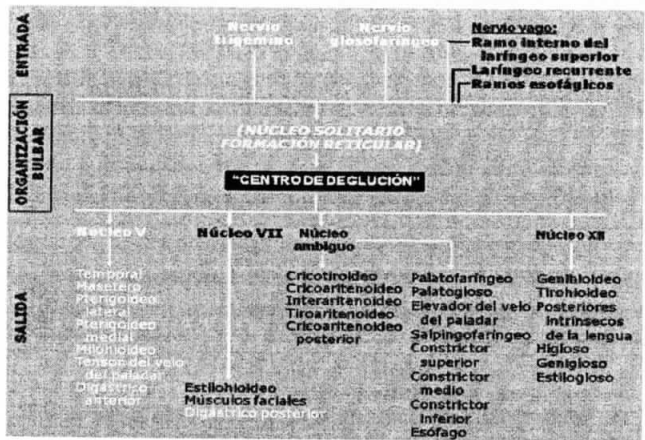 ENTRADA
Nervio
trigémino
Nervio
glosofaríngeo
Nervio vago:
Ramo interno del
laríngeo superior
Laríngeo recurrente
Ramos esofágicos
ORGANIZACIÓN
BULBAR
(NÚCLEO SOLITARIO
FORMACIÓN RETICULAR)
"CENTRO DE DEGLUCIÓN"
SALIDA
Núcleo V
Temporal
Masetero
Pterigoideo
lateral
Pterigoideo
medial
Milohioideo
Tensor del velo
del paladar
Digástrico
anterior
Núcleo VII
Estilohioideo
Músculos faciales
Digástrico posterior
Núcleo
ambiguo
Cricotiroideo
Cricoaritenoideo
Interaritenoideo
Tiroaritenoideo
Cricoaritenoideo
posterior
Palatofaríngeo
Palatogloso
Elevador del velo
del paladar
Salpingofaríngeo
Constrictor
superior
Constrictor
medio
Constrictor
inferior
Esófago
Núcleo XII
Genihioideo
Tirohioideo
Posteriores
intrínsecos
de la lengua
Higloso
Genigloso
Estilogloso